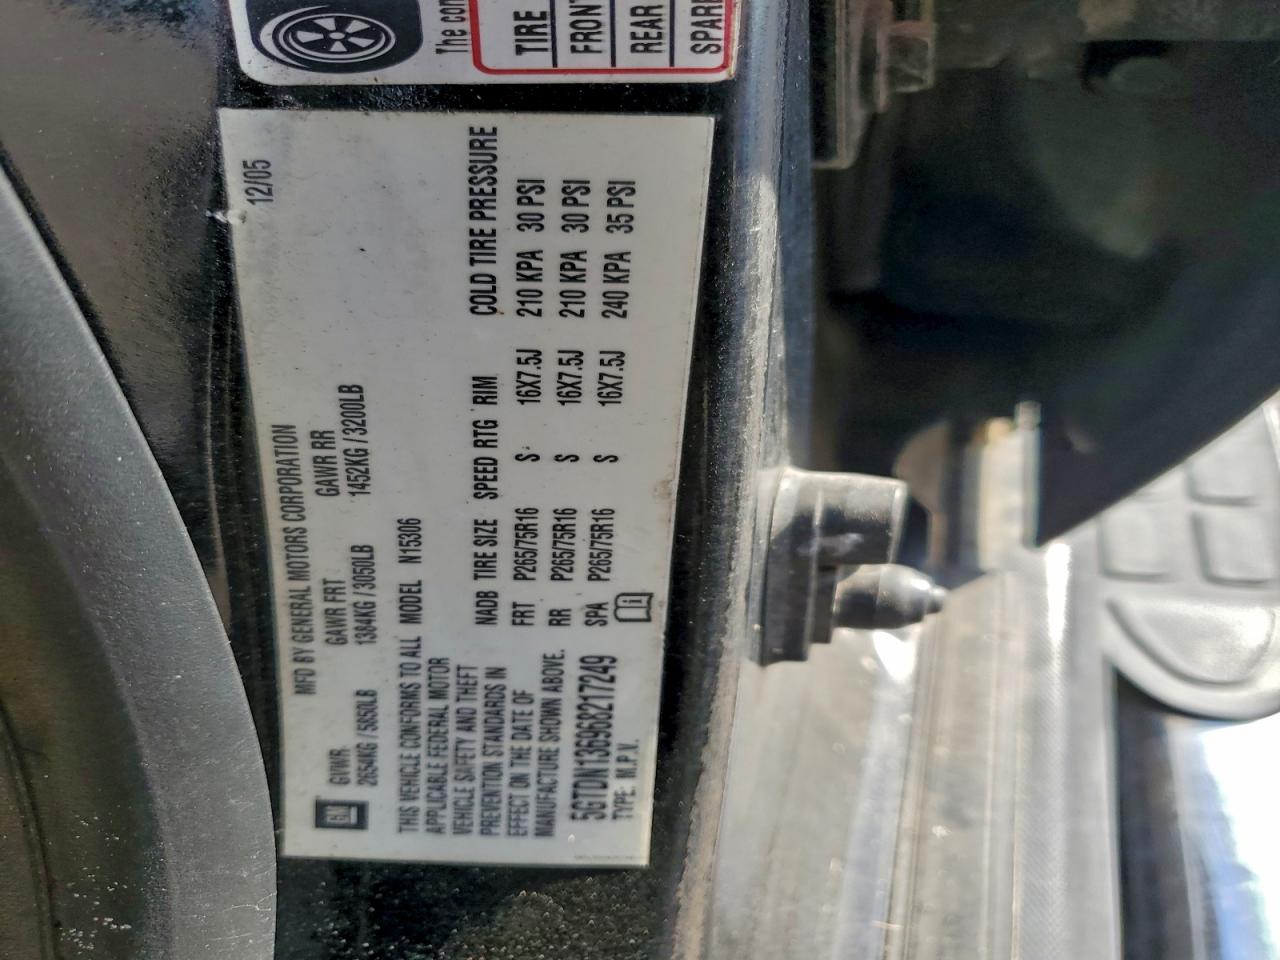 12/05
MFD BY GENERAL MOTORS CORPORATION
GM
GVWR GAWR FRT GAWR RR
2654KG / 5850LB 1384KG / 3050LB 1452KG / 3200LB
THIS VEHICLE CONFORMS TO ALL MODEL N15306
APPLICABLE FEDERAL MOTOR
VEHICLE SAFETY AND THEFT
PREVENTION STANDARDS IN
EFFECT ON THE DATE OF
MANUFACTURE SHOWN ABOVE.
NADB TIRE SIZE SPEED RTG RIM COLD TIRE PRESSURE
FRT P265/75R16 S 16X7.5J 210 KPA 30 PSI
RR P265/75R16 S 16X7.5J 210 KPA 30 PSI
SPA P265/75R16 S 16X7.5J 240 KPA 35 PSI
5GTDN136968217249
TYPE: M.P.V.
The com
TIRE
FRONT
REAR
SPARE